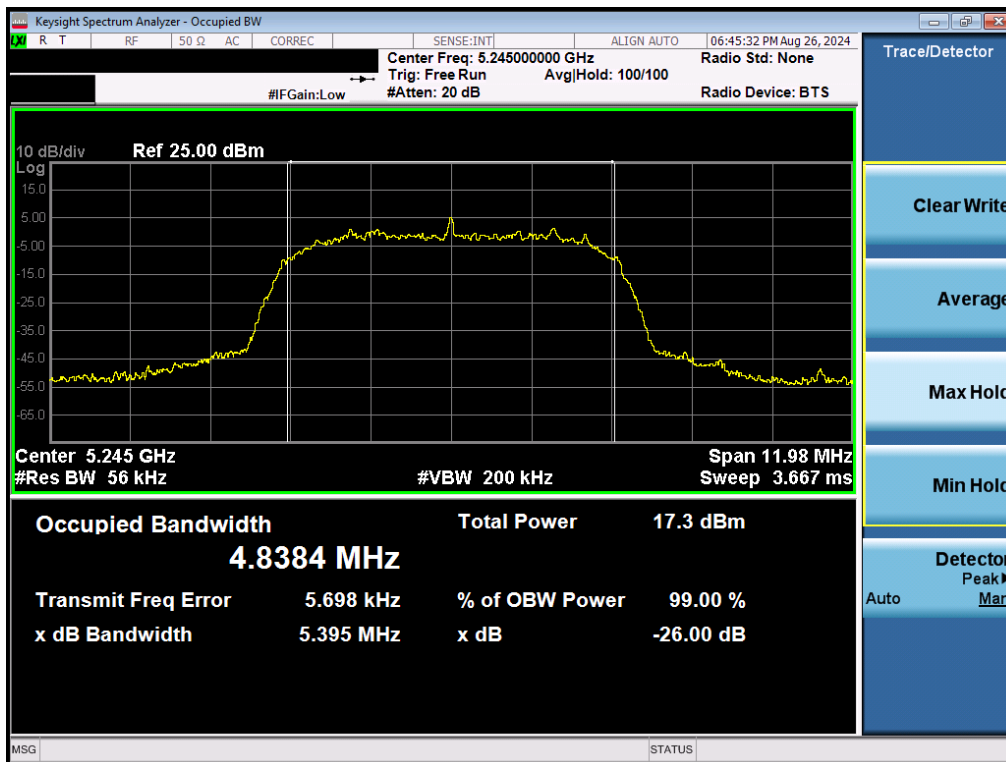 Keysight Spectrum Analyzer - Occupied BW
LXI R T RF 50 Ω AC CORREC SENSE:INT ALIGN AUTO 06:45:32 PM Aug 26, 2024
Center Freq: 5.245000000 GHz Radio Std: None
Trig: Free Run Avg|Hold: 100/100
#IFGain:Low #Atten: 20 dB Radio Device: BTS
10 dB/div Ref 25.00 dBm
Log
15.0
5.00
-5.00
-15.0
-25.0
-35.0
-45.0
-55.0
-65.0
Center 5.245 GHz Span 11.98 MHz
#Res BW 56 kHz #VBW 200 kHz Sweep 3.667 ms
Occupied Bandwidth Total Power 17.3 dBm
4.8384 MHz
Transmit Freq Error 5.698 kHz % of OBW Power 99.00 %
x dB Bandwidth 5.395 MHz x dB -26.00 dB
MSG STATUS
Trace/Detector
Clear Write
Average
Max Hold
Min Hold
Detector
Peak▶
Auto Man